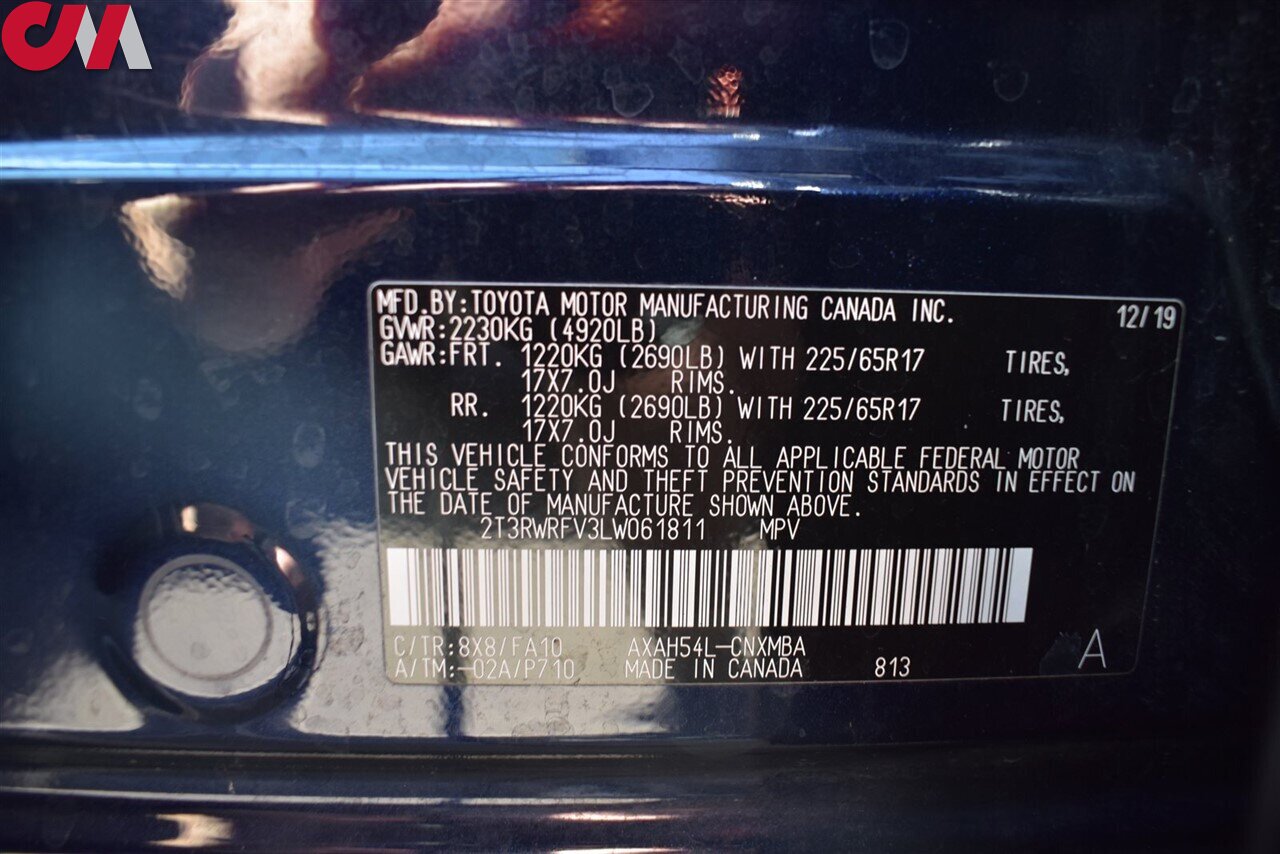 CM
MFD.BY:TOYOTA MOTOR MANUFACTURING CANADA INC. 12/19
GVWR:2230KG (4920LB)
GAWR:FRT. 1220KG (2690LB) WITH 225/65R17 TIRES,
17X7.0J RIMS.
RR. 1220KG (2690LB) WITH 225/65R17 TIRES,
17X7.0J RIMS.
THIS VEHICLE CONFORMS TO ALL APPLICABLE FEDERAL MOTOR
VEHICLE SAFETY AND THEFT PREVENTION STANDARDS IN EFFECT ON
THE DATE OF MANUFACTURE SHOWN ABOVE.
2T3RWRFV3LW061811 MPV
C/TR:8X8/FA10 AXAH54L-CNXMBA
A/TM:-02A/P710 MADE IN CANADA 813 A